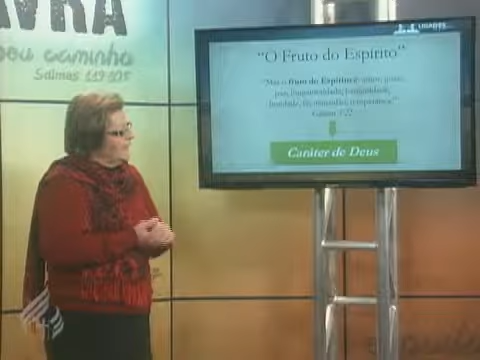 AVRA
meu caminho
Salmos 119:105
"O Fruto do Espírito"
"Mas o fruto do Espírito é: amor, gozo,
paz, longanimidade, benignidade,
bondade, fé, mansidão, temperança."
Gálatas 5:22
Caráter de Deus